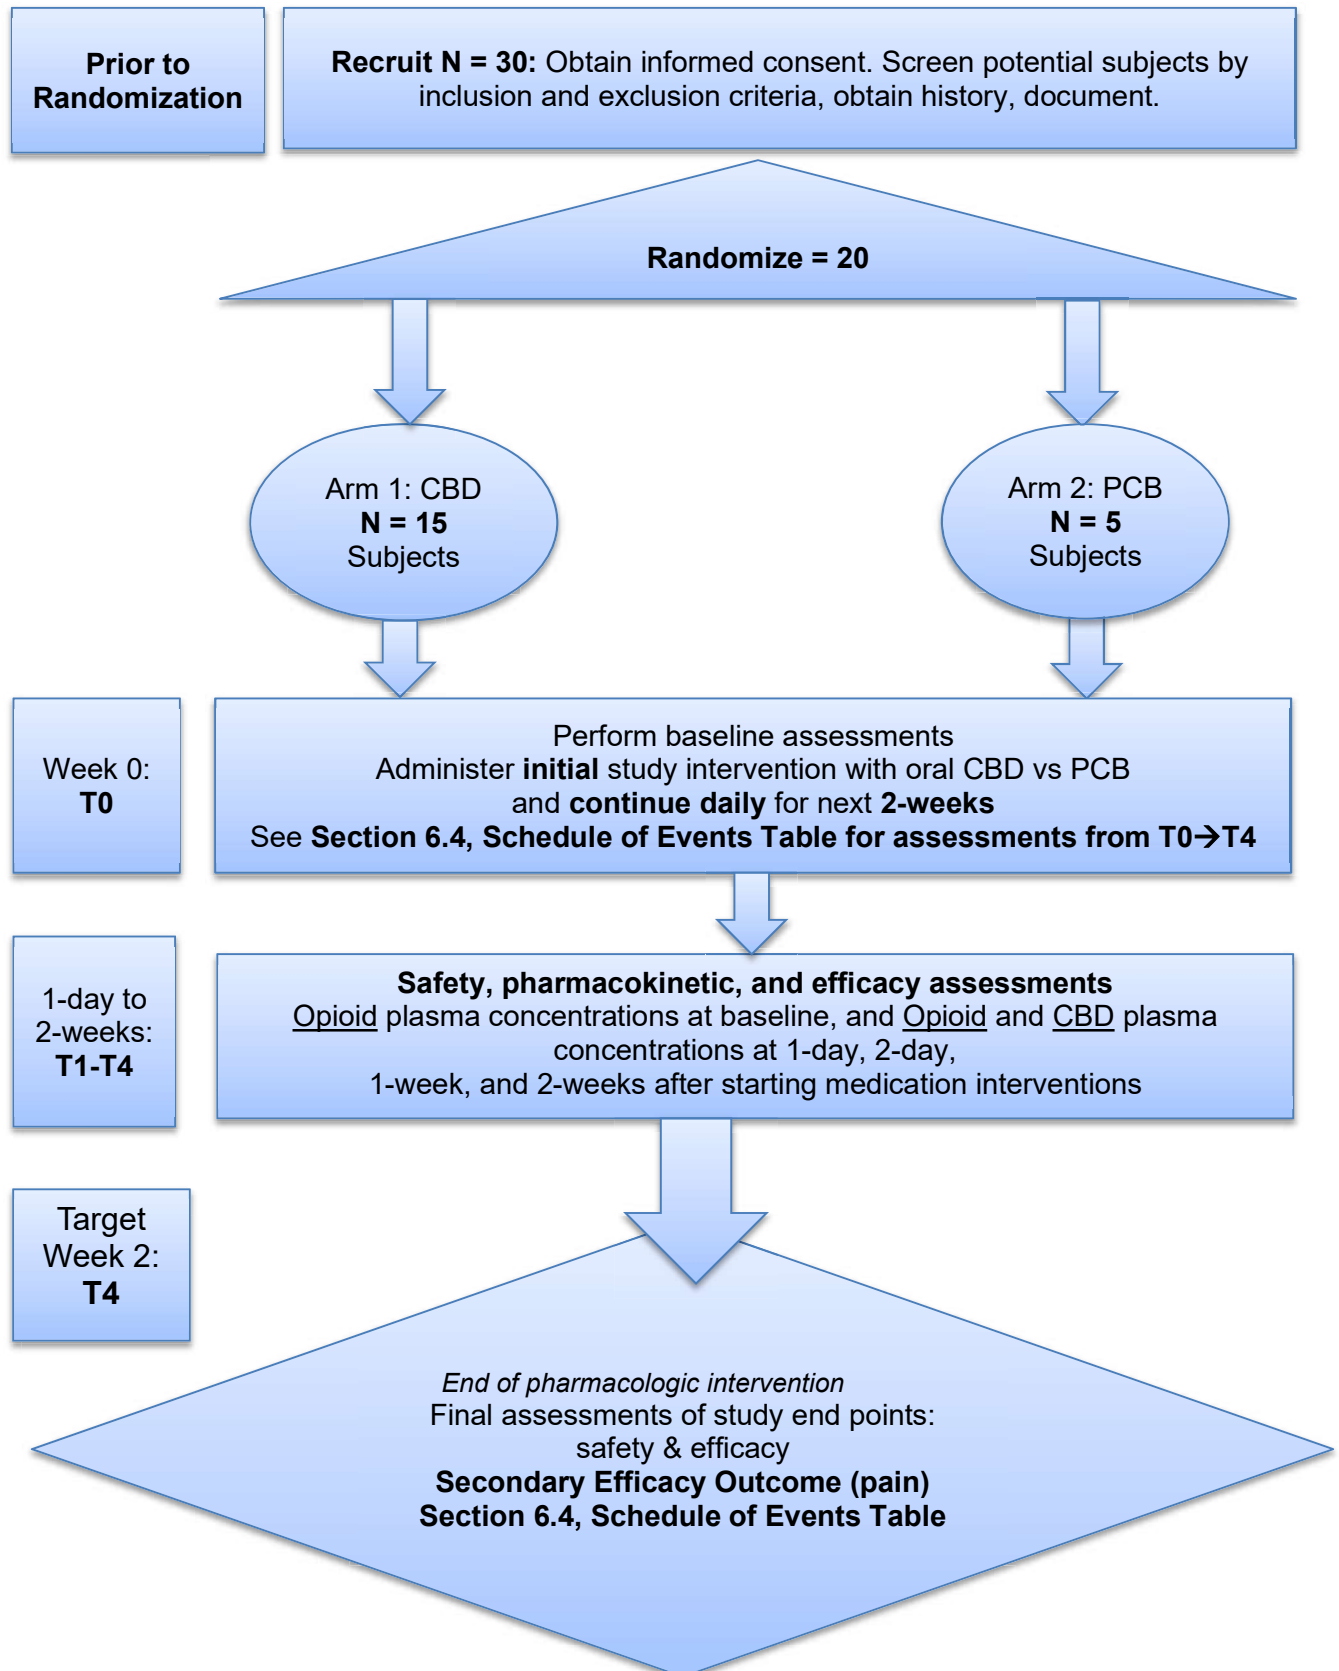 Prior to
Randomization
Recruit N = 30: Obtain informed consent. Screen potential subjects by
inclusion and exclusion criteria, obtain history, document.
Randomize = 20
Arm 1: CBD
N = 15
Subjects
Arm 2: PCB
N = 5
Subjects
Week 0:
T0
Perform baseline assessments
Administer initial study intervention with oral CBD vs PCB
and continue daily for next 2-weeks
See Section 6.4, Schedule of Events Table for assessments from T0→T4
1-day to
2-weeks:
T1-T4
Safety, pharmacokinetic, and efficacy assessments
Opioid plasma concentrations at baseline, and Opioid and CBD plasma
concentrations at 1-day, 2-day,
1-week, and 2-weeks after starting medication interventions
Target
Week 2:
T4
End of pharmacologic intervention
Final assessments of study end points:
safety & efficacy
Secondary Efficacy Outcome (pain)
Section 6.4, Schedule of Events Table